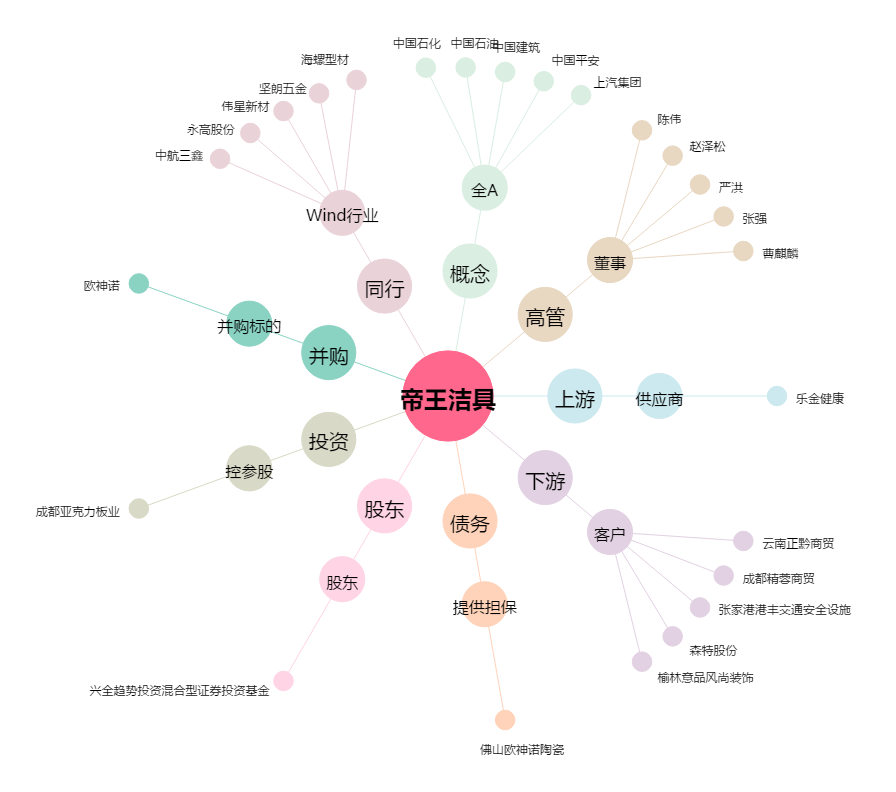 中国石化
中国石油
中国建筑
中国平安
上汽集团
海螺型材
坚朗五金
伟星新材
永高股份
中航三鑫
Wind行业
全A
陈伟
赵泽松
严洪
张强
曹麒麟
董事
同行
概念
高管
欧神诺
并购标的
并购
帝王洁具
上游
供应商
乐金健康
投资
控参股
成都亚克力板业
股东
股东
债务
提供担保
下游
客户
云南正黔商贸
成都精蓉商贸
张家港港丰交通安全设施
森特股份
榆林意品风尚装饰
兴全趋势投资混合型证券投资基金
佛山欧神诺陶瓷